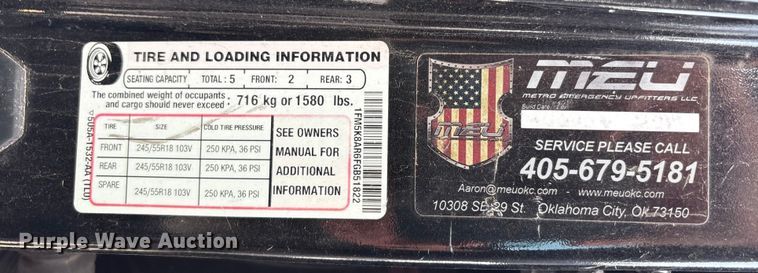 TIRE AND LOADING INFORMATION
SEATING CAPACITY TOTAL : 5 FRONT: 2 REAR: 3
The combined weight of occupants
and cargo should never exceed : 716 kg or 1580 lbs.
TIRE SIZE COLD TIRE PRESSURE
FRONT 245/55R18 103V 250 KPA, 36 PSI
REAR 245/55R18 103V 250 KPA, 36 PSI
SPARE 245/55R18 103V 250 KPA, 36 PSI
SEE OWNERS
MANUAL FOR
ADDITIONAL
INFORMATION
1FM5K8AR6FGB51822
MEU
METRO EMERGENCY UPFITTERS LLC
MEU
SERVICE PLEASE CALL
405-679-5181
Aaron@meuokc.com - www.meuokc.com
10308 SE 29 St. Oklahoma City, OK 73150
Purple Wave Auction